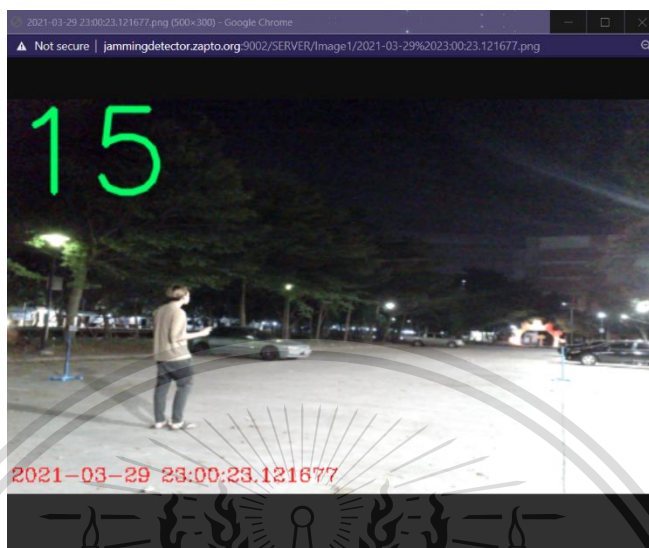 2021-03-29 23:00:23.121677.png (500×300) - Google Chrome
Not secure | jammingdetector.zapto.org:9002/SERVER/Image1/2021-03-29%2023:00:23.121677.png
15
2021-03-29 23:00:23.121677